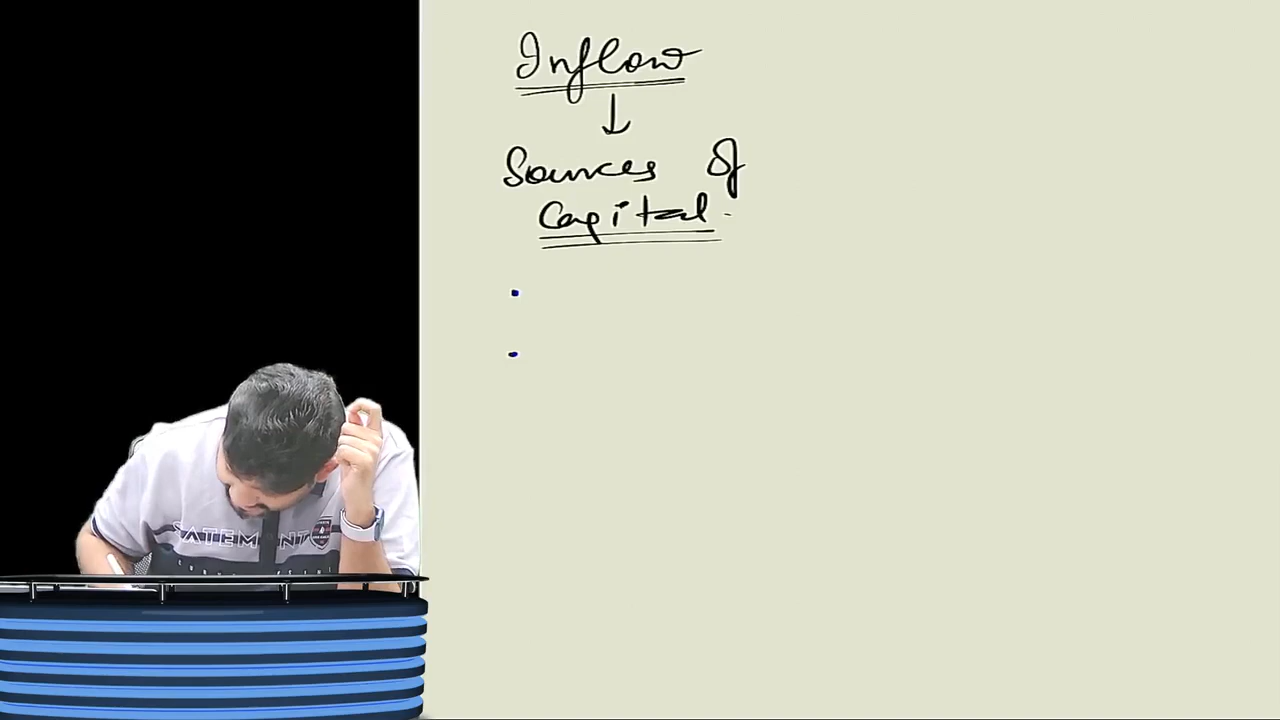 Inflow
↓
Sources of
Capital.
•
•